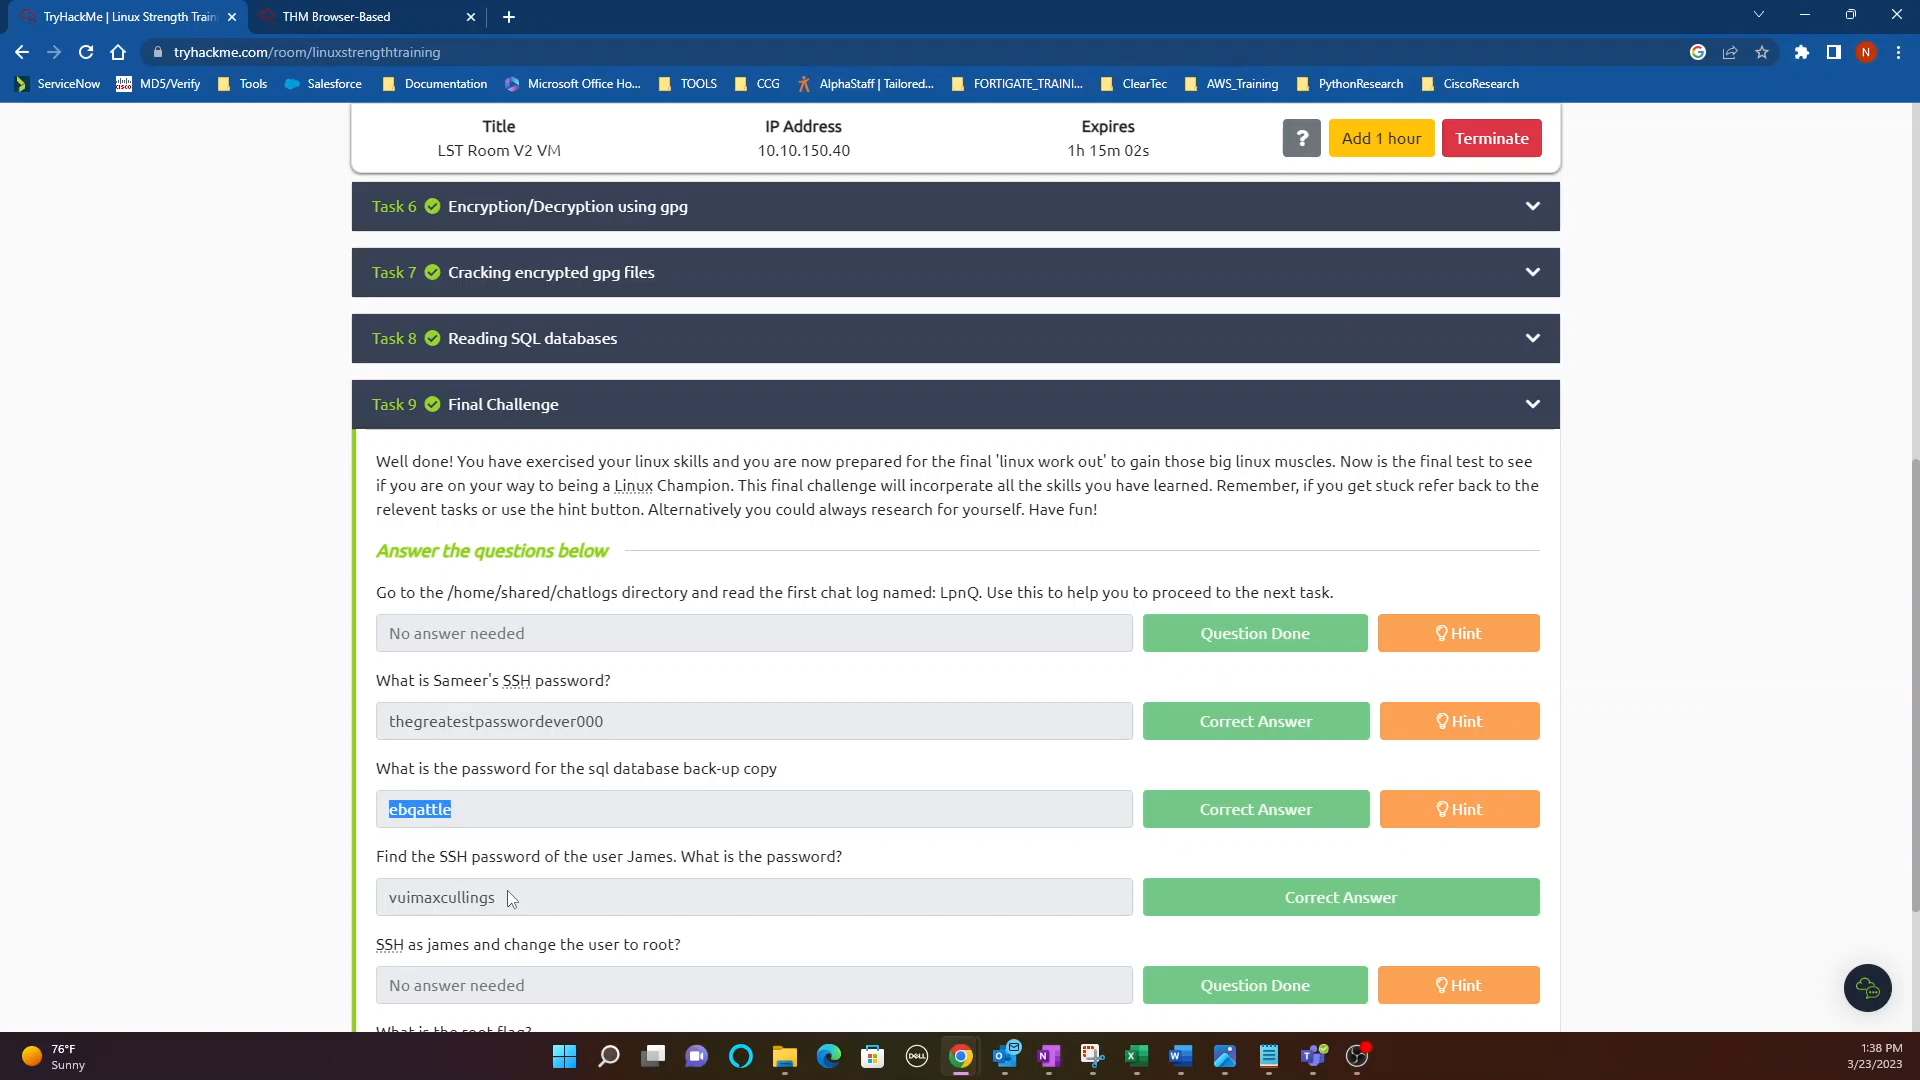 TryHackMe | Linux Strength Train
THM Browser-Based
tryhackme.com/room/linuxstrengthtraining
N
ServiceNow
MD5/Verify
Tools
Salesforce
Documentation
Microsoft Office Ho...
TOOLS
CCG
AlphaStaff | Tailored...
FORTIGATE_TRAINI...
ClearTec
AWS_Training
PythonResearch
CiscoResearch
Title
IP Address
Expires
LST Room V2 VM
10.10.150.40
1h 15m 02s
?
Add 1 hour
Terminate
Task 6 Encryption/Decryption using gpg
Task 7 Cracking encrypted gpg files
Task 8 Reading SQL databases
Task 9 Final Challenge
Well done! You have exercised your linux skills and you are now prepared for the final 'linux work out' to gain those big linux muscles. Now is the final test to see
if you are on your way to being a Linux Champion. This final challenge will incorperate all the skills you have learned. Remember, if you get stuck refer back to the
relevent tasks or use the hint button. Alternatively you could always research for yourself. Have fun!
Answer the questions below
Go to the /home/shared/chatlogs directory and read the first chat log named: LpnQ. Use this to help you to proceed to the next task.
No answer needed
Question Done
Hint
What is Sameer's SSH password?
thegreatestpasswordever000
Correct Answer
Hint
What is the password for the sql database back-up copy
ebqattle
Correct Answer
Hint
Find the SSH password of the user James. What is the password?
vuimaxcullings
Correct Answer
SSH as james and change the user to root?
No answer needed
Question Done
Hint
What is the root flag?
76°F
Sunny
DELL
1:38 PM
3/23/2023